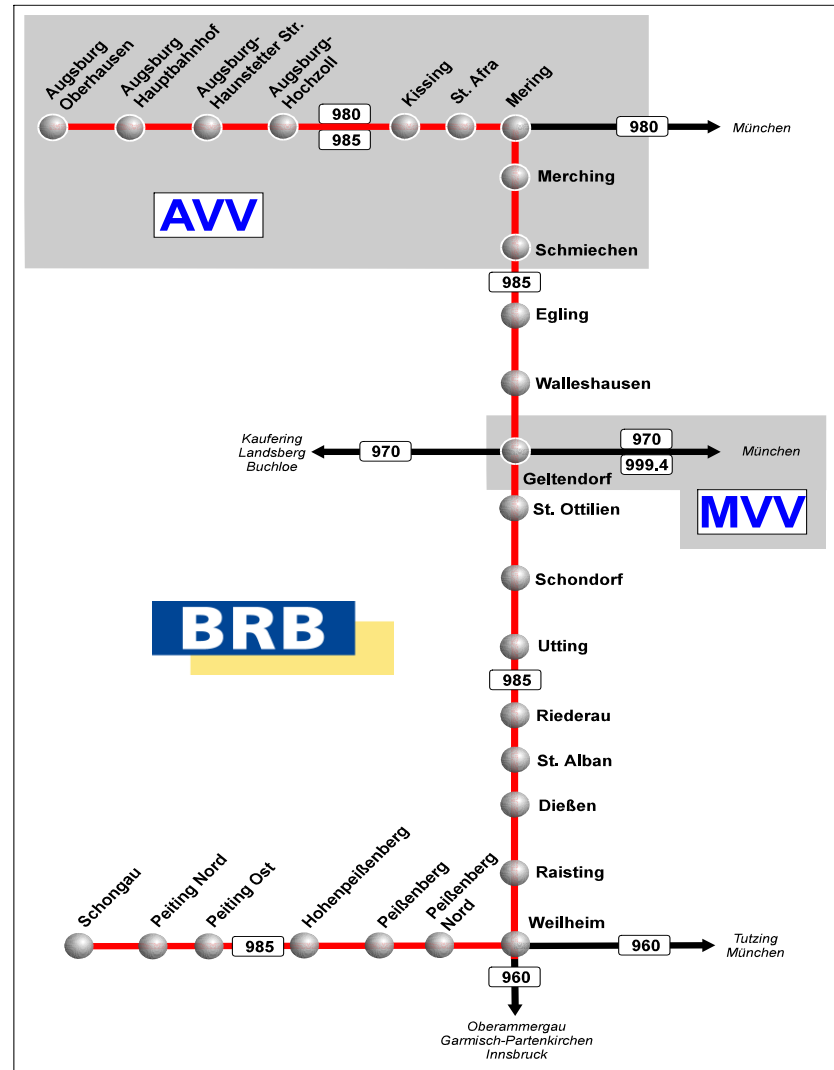 Augsburg
Oberhausen
Augsburg
Hauptbahnhof
Augsburg-
Haunstetter Str.
Augsburg-
Hochzoll
Kissing
St. Afra
Mering
980
985
980
München
Merching
AVV
Schmiechen
985
Egling
Walleshausen
Kaufering
Landsberg
Buchloe
970
970
999.4
München
Geltendorf
MVV
St. Ottilien
Schondorf
BRB
Utting
985
Riederau
St. Alban
Dießen
Raisting
Schongau
Peiting Nord
Peiting Ost
Hohenpeißenberg
Peißenberg
Peißenberg
Nord
Weilheim
985
960
Tutzing
München
960
Oberammergau
Garmisch-Partenkirchen
Innsbruck